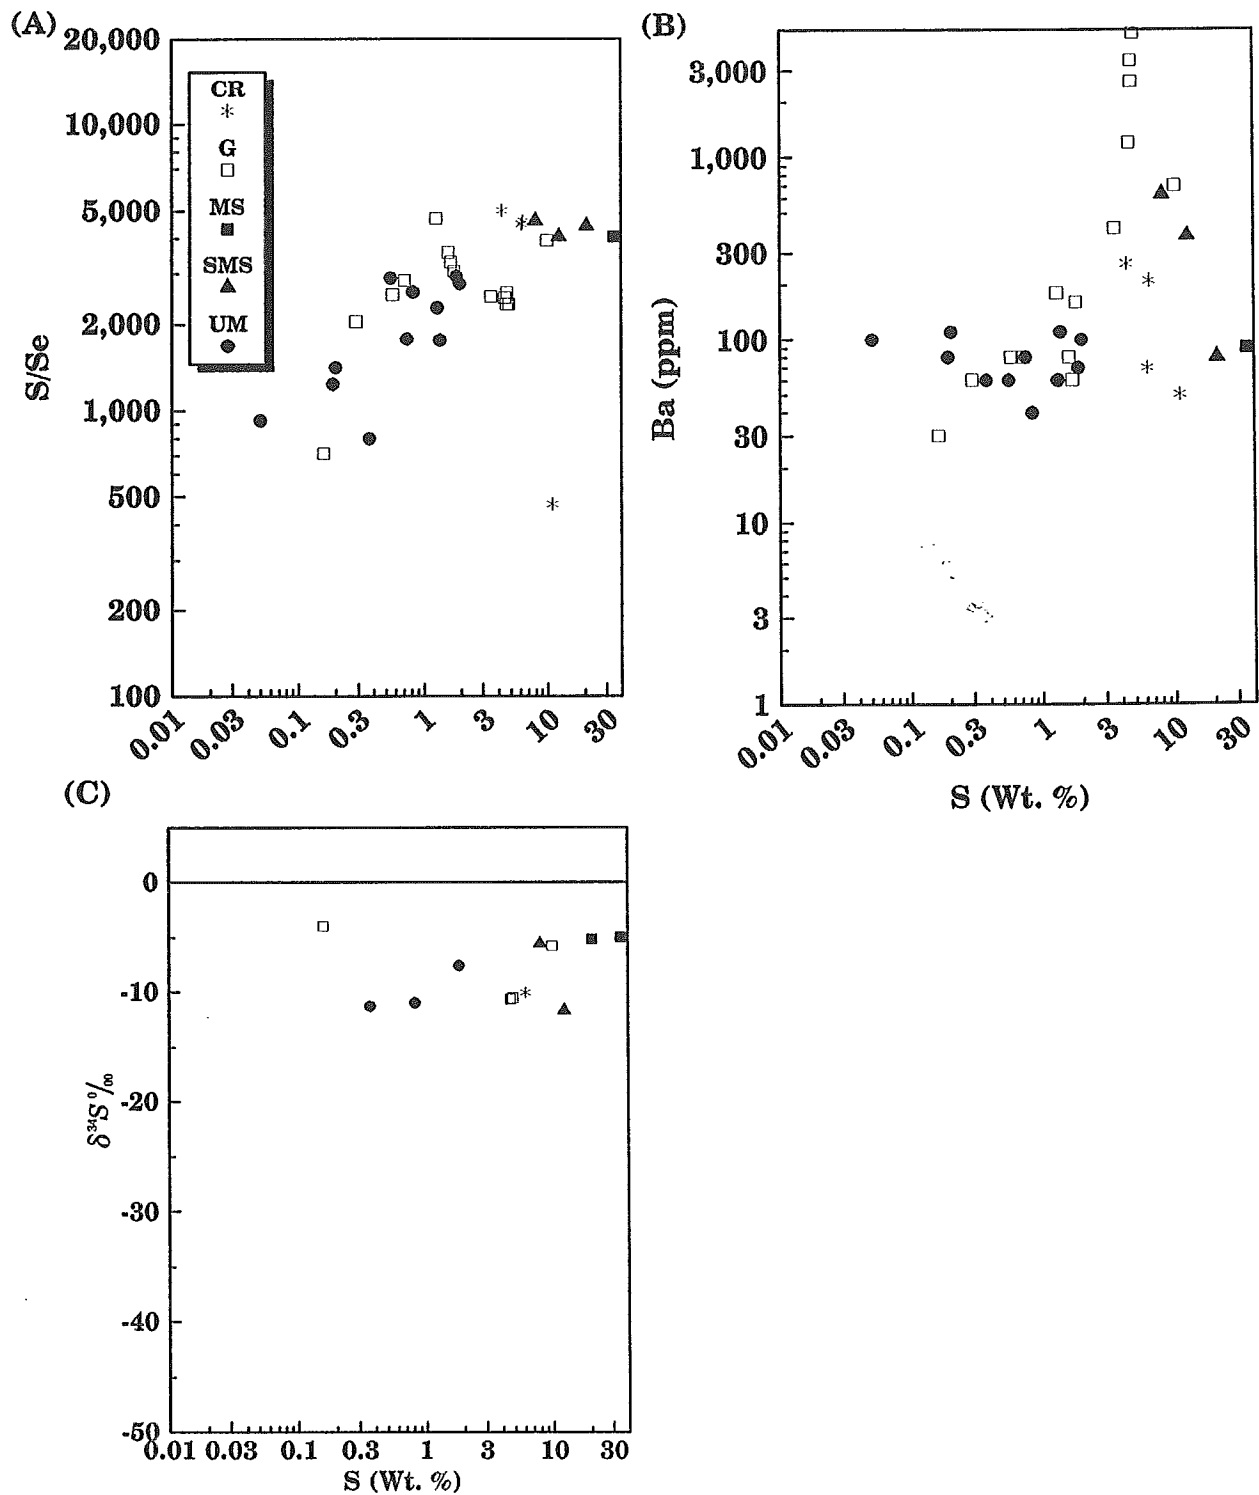 (A)
20,000
10,000
5,000
2,000
1,000
500
200
100
S/Se
CR
G
MS
SMS
UM
0.01 0.03 0.1 0.3 1 3 10 30
(B)
3,000
1,000
300
100
30
10
3
1
Ba (ppm)
0.01 0.03 0.1 0.3 1 3 10 30
S (Wt. %)
(C)
0
-10
-20
-30
-40
-50
δ³⁴S⁰/₀₀
0.01 0.03 0.1 0.3 1 3 10 30
S (Wt. %)